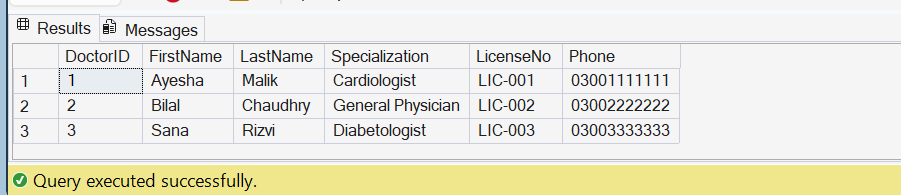 Results Messages
DoctorID FirstName LastName Specialization LicenseNo Phone
1 1 Ayesha Malik Cardiologist LIC-001 03001111111
2 2 Bilal Chaudhry General Physician LIC-002 03002222222
3 3 Sana Rizvi Diabetologist LIC-003 03003333333
Query executed successfully.